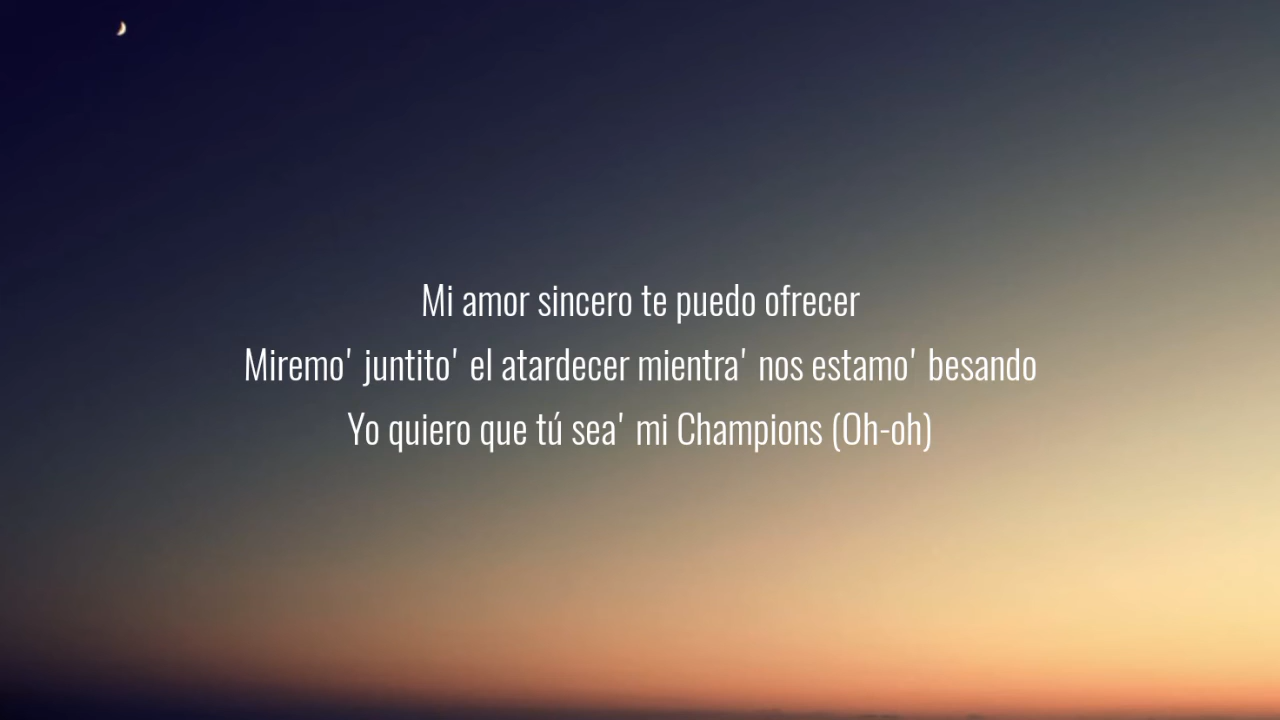 Mi amor sincero te puedo ofrecer
Miremo' juntito' el atardecer mientra' nos estamo' besando
Yo quiero que tú sea' mi Champions (Oh-oh)